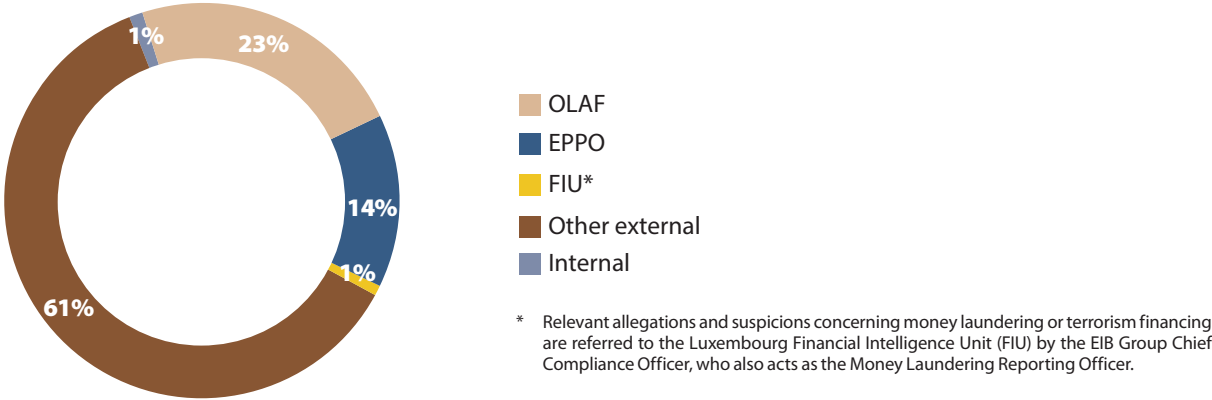 1%
23%
14%
1%
61%
OLAF
EPPO
FIU*
Other external
Internal
* Relevant allegations and suspicions concerning money laundering or terrorism financing
are referred to the Luxembourg Financial Intelligence Unit (FIU) by the EIB Group Chief
Compliance Officer, who also acts as the Money Laundering Reporting Officer.